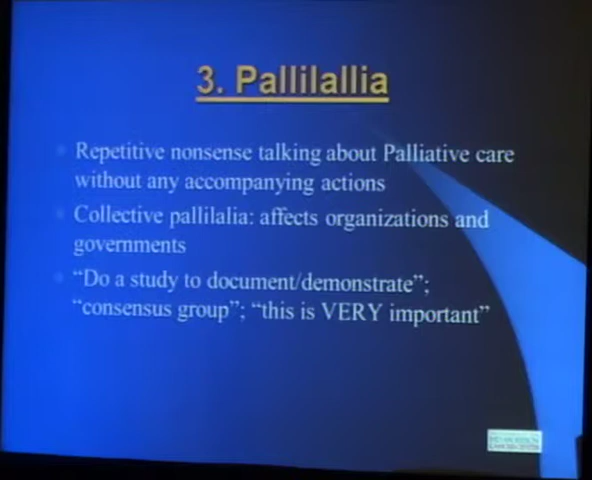 3. Pallilallia
Repetitive nonsense talking about Palliative care
without any accompanying actions
Collective pallilalia: affects organizations and
governments
“Do a study to document/demonstrate”;
“consensus group”; “this is VERY important”